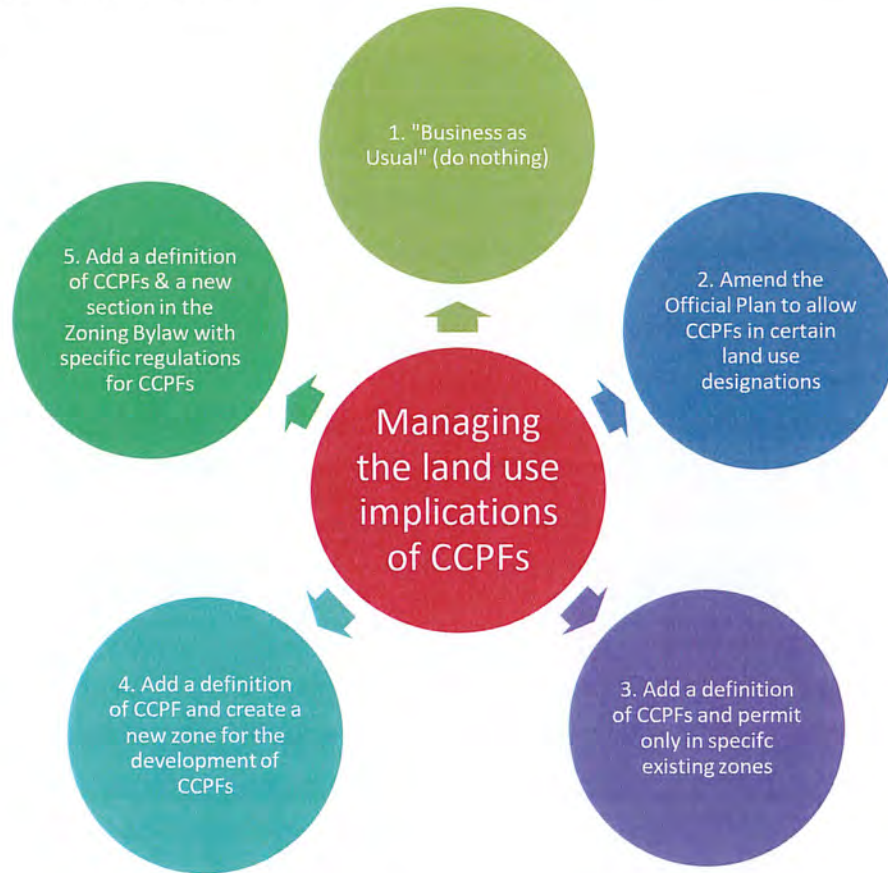 1. "Business as
Usual" (do nothing)
2. Amend the
Official Plan to allow
CCPFs in certain
land use
designations
3. Add a definition
of CCPFs and permit
only in specifc
existing zones
4. Add a definition
of CCPF and create a
new zone for the
development of
CCPFs
5. Add a definition
of CCPFs & a new
section in the
Zoning Bylaw with
specific regulations
for CCPFs
Managing
the land use
implications
of CCPFs